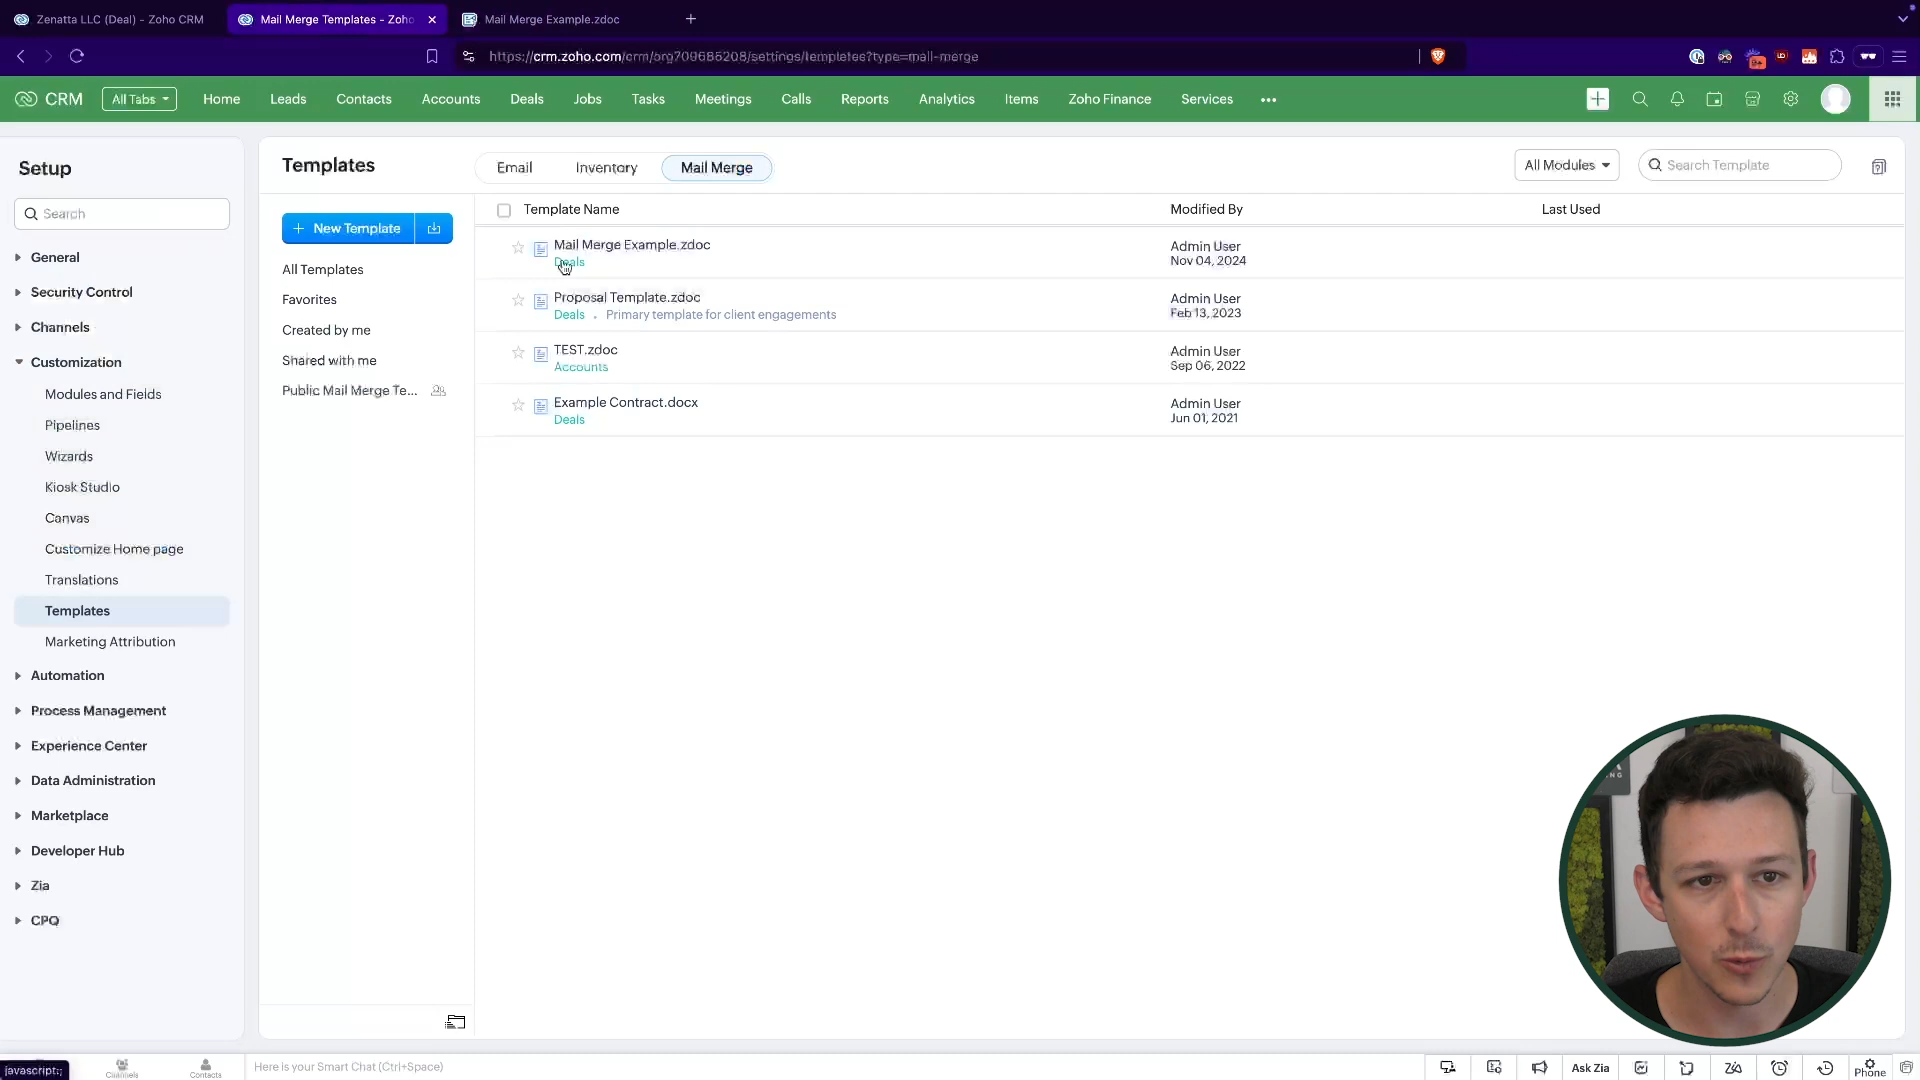 Zenatta LLC (Deal) - Zoho CRM
Mail Merge Templates - Zoho
Mail Merge Example.zdoc
https://crm.zoho.com/crm/org709685208/settings/templates?type=mail-merge
9+
CRM
All Tabs
Home
Leads
Contacts
Accounts
Deals
Jobs
Tasks
Meetings
Calls
Reports
Analytics
Items
Zoho Finance
Services
Setup
Search
General
Security Control
Channels
Customization
Modules and Fields
Pipelines
Wizards
Kiosk Studio
Canvas
Customize Home page
Translations
Templates
Marketing Attribution
Automation
Process Management
Experience Center
Data Administration
Marketplace
Developer Hub
Zia
CPQ
Templates
Email
Inventory
Mail Merge
All Modules
Search Template
+ New Template
All Templates
Favorites
Created by me
Shared with me
Public Mail Merge Te...
Template Name
Modified By
Last Used
Mail Merge Example.zdoc
Deals
Admin User
Nov 04, 2024
Proposal Template.zdoc
Deals . Primary template for client engagements
Admin User
Feb 13, 2023
TEST.zdoc
Accounts
Admin User
Sep 06, 2022
Example Contract.docx
Deals
Admin User
Jun 01, 2021
javascript:;
Channels
Contacts
Here is your Smart Chat (Ctrl+Space)
Ask Zia
Phone